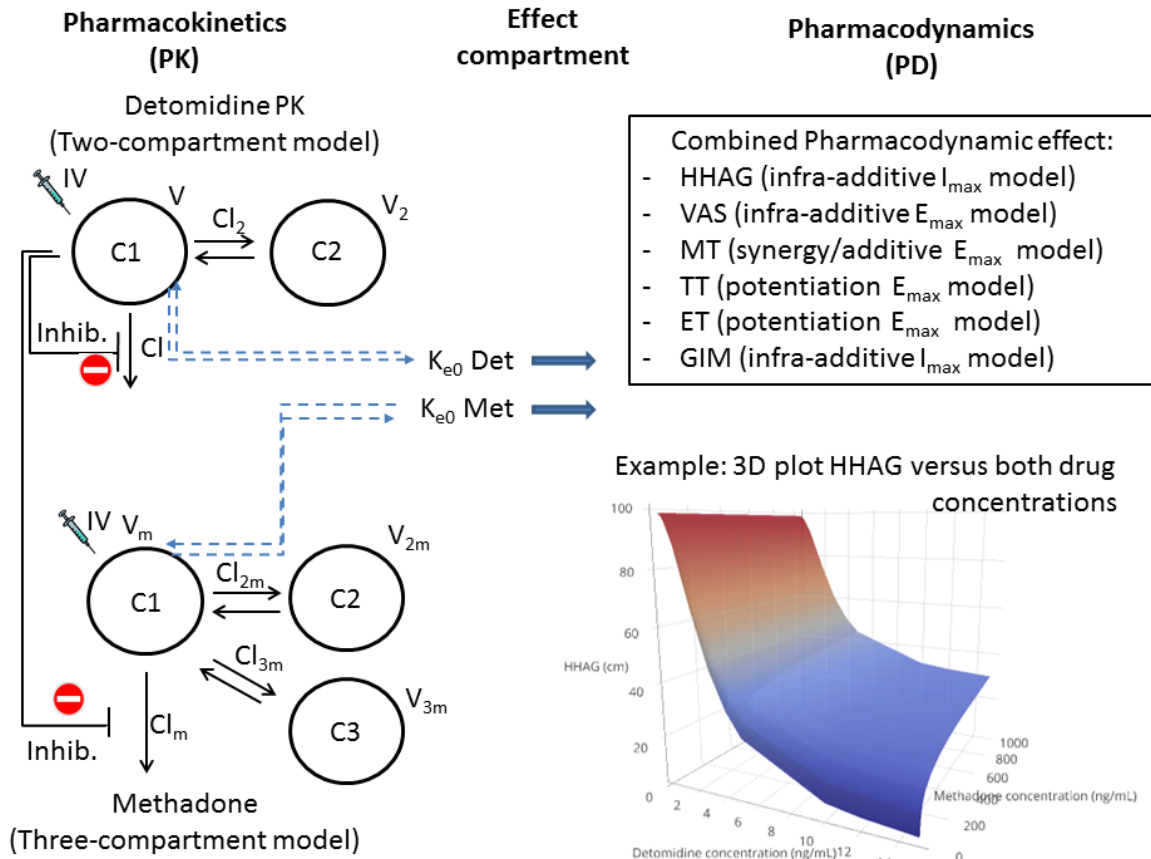 Pharmacokinetics
(PK)
Effect
compartment
Pharmacodynamics
(PD)
Detomidine PK
(Two-compartment model)
IV
V
Cl2
V2
C1
C2
Inhib.
Cl
Ke0 Det
Ke0 Met
Combined Pharmacodynamic effect:
- HHAG (infra-additive Imax model)
- VAS (infra-additive Emax model)
- MT (synergy/additive Emax model)
- TT (potentiation Emax model)
- ET (potentiation Emax model)
- GIM (infra-additive Imax model)
IV
Vm
V2m
Cl2m
C1
C2
Cl3m
V3m
C3
Clm
Inhib.
Methadone
(Three-compartment model)
Example: 3D plot HHAG versus both drug
concentrations
100
80
60
HHAG (cm)
40
20
0
2
4
6
8
10
12
Detomidine concentration (ng/mL)
1000
800
600
400
200
0
Methadone concentration (ng/mL)